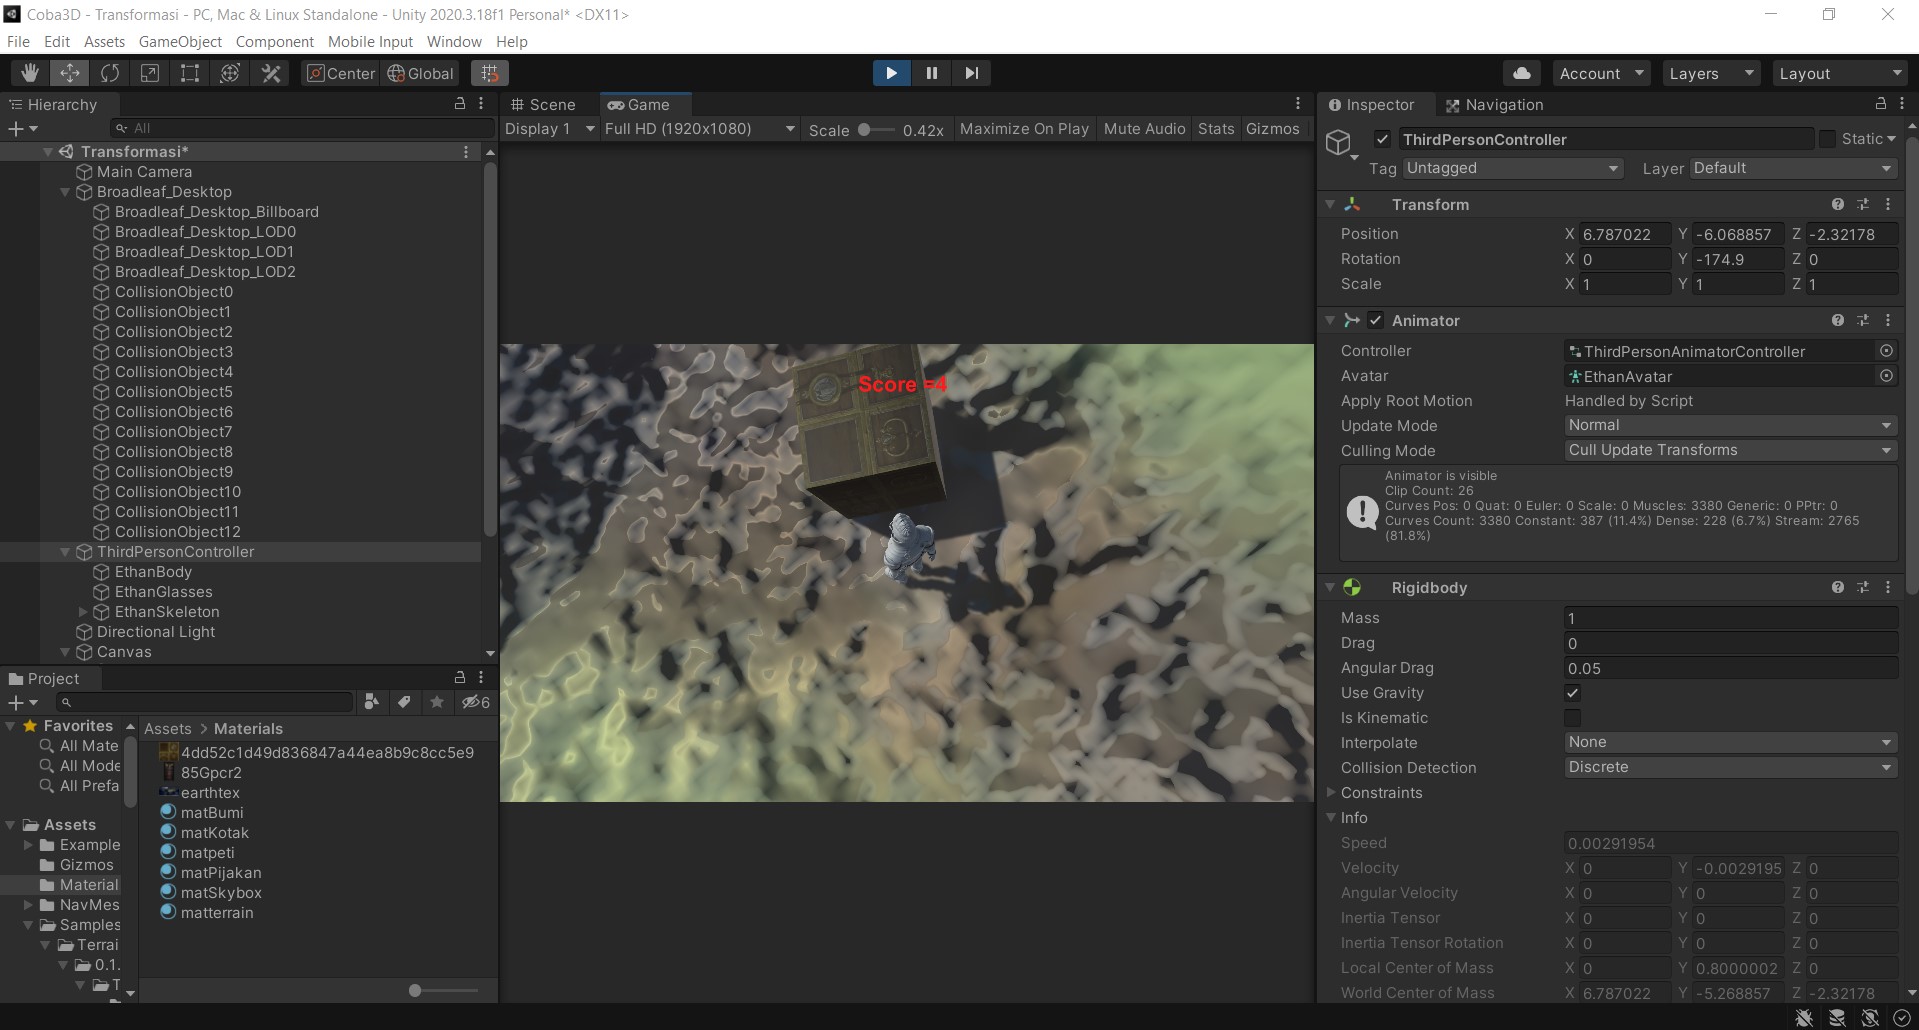 Coba3D - Transformasi - PC, Mac & Linux Standalone - Unity 2020.3.18f1 Personal* <DX11>
File Edit Assets GameObject Component Mobile Input Window Help
Center Global Account Layers Layout
Hierarchy
All
Transformasi*
Main Camera
Broadleaf_Desktop
Broadleaf_Desktop_Billboard
Broadleaf_Desktop_LOD0
Broadleaf_Desktop_LOD1
Broadleaf_Desktop_LOD2
CollisionObject0
CollisionObject1
CollisionObject2
CollisionObject3
CollisionObject4
CollisionObject5
CollisionObject6
CollisionObject7
CollisionObject8
CollisionObject9
CollisionObject10
CollisionObject11
CollisionObject12
ThirdPersonController
EthanBody
EthanGlasses
EthanSkeleton
Directional Light
Canvas
Project
6
Favorites
All Mate
All Mode
All Prefa
Assets
Example
Gizmos
Material
NavMes
Samples
Terrai
0.1.
T
Assets > Materials
4dd52c1d49d836847a44ea8b9c8cc5e9
85Gpcr2
earthtex
matBumi
matKotak
matpeti
matPijakan
matSkybox
matterrain
Scene Game
Display 1 Full HD (1920x1080) Scale 0.42x Maximize On Play Mute Audio Stats Gizmos
Score =4
Inspector Navigation
ThirdPersonController Static
Tag Untagged Layer Default
Transform
Position X 6.787022 Y -6.068857 Z -2.32178
Rotation X 0 Y -174.9 Z 0
Scale X 1 Y 1 Z 1
Animator
Controller ThirdPersonAnimatorController
Avatar EthanAvatar
Apply Root Motion Handled by Script
Update Mode Normal
Culling Mode Cull Update Transforms
Animator is visible
Clip Count: 26
Curves Pos: 0 Quat: 0 Euler: 0 Scale: 0 Muscles: 3380 Generic: 0 PPtr: 0
Curves Count: 3380 Constant: 387 (11.4%) Dense: 228 (6.7%) Stream: 2765
(81.8%)
Rigidbody
Mass 1
Drag 0
Angular Drag 0.05
Use Gravity
Is Kinematic
Interpolate None
Collision Detection Discrete
Constraints
Info
Speed 0.00291954
Velocity X 0 Y -0.0029195 Z 0
Angular Velocity X 0 Y 0 Z 0
Inertia Tensor X 0 Y 0 Z 0
Inertia Tensor Rotation X 0 Y 0 Z 0
Local Center of Mass X 0 Y 0.8000002 Z 0
World Center of Mass X 6.787022 Y -5.268857 Z -2.32178